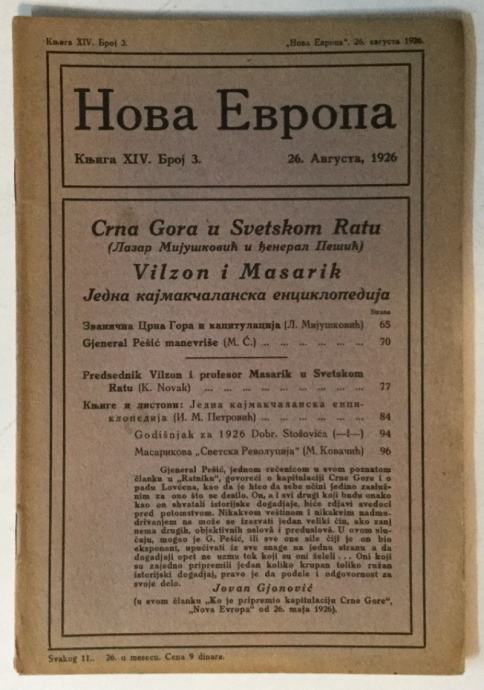 Књига XIV. Број 3.
„Нова Европа“, 26. августа 1926.
Нова Европа
Књига XIV. Број 3.
26. Августа, 1926
Crna Gora u Svetskom Ratu
(Лазар Мијушковић и ђенерал Пешић)
Vilzon i Masarik
Једна кајмакчаланска енциклопедија
Страна
Званична Црна Гора и капитулација (Л. Мијушковић) 65
Gjeneral Pešić manevriše (M. Ć.) ... ... ... ... ... ... 70
Predsednik Vilzon i profesor Masarik u Svetskom
Ratu (K. Novak) ... ... ... ... ... ... ... ... 77
Књиге и листови: Једна кајмакчаланска енци-
клопедија (И. М. Петровић) ... ... ... ... ... 84
Godišnjak za 1926 Dobr. Stošovića (—l—) 94
Масарикова „Светска Револуција“ (М. Ковачић) 96
Gjeneral Pešić, jednom rečenicom u svom poznatom
članku u „Ratniku“, govoreći o kapitulaciji Crne Gore i o
padu Lovćena, kao da je hteo da sebe učini jedino zasluž-
nim za ono što se desilo. On, a i svi drugi koji budu onako
kao on shvatali istorijske dogadjaje, biće rdjavi svedoci
pred potomstvom. Nikakvom veštinom i nikakvim nadmu-
drivanjem ne može se izazvati jedan veliki čin, ako zanj
nema drugih, objektivnih uslova i preduslova. U ovom slu-
čaju, mogao je G. Pešić, ili sve one sile čiji je on bio
eksponent, upućivati iz sve snage na jednu stranu a da
dogadjaji opet ne uzmu tok koji su oni želeli . . . Oni koji
su zajedno pripremili jedan koliko krupan toliko ružan
istorijski dogadjaj, pravo je da podele i odgovornost za
svoje delo.
Jovan Gjonović
(u svom članku „Ko je pripremio kapitulaciju Crne Gore“,
„Nova Evropa“ od 26. maja 1926).
Svakog 11.. 26. u mesecu. Cena 9 dinara.